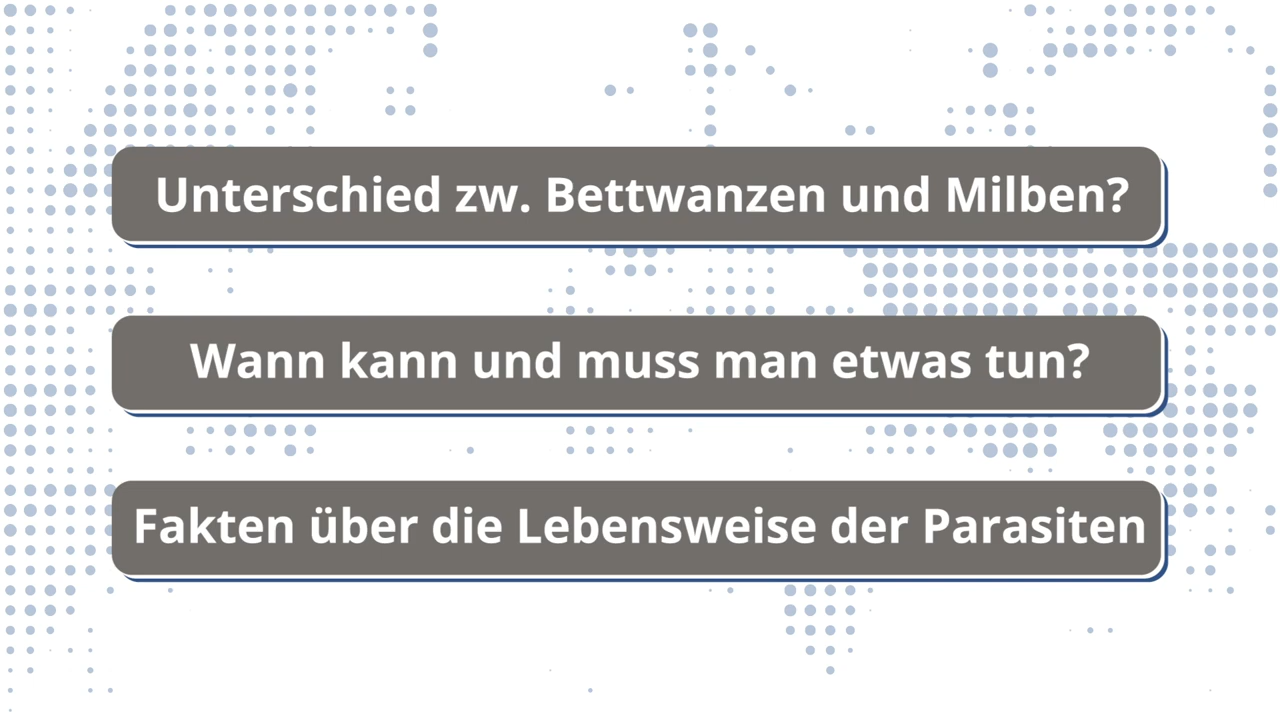 Unterschied zw. Bettwanzen und Milben?
Wann kann und muss man etwas tun?
Fakten über die Lebensweise der Parasiten